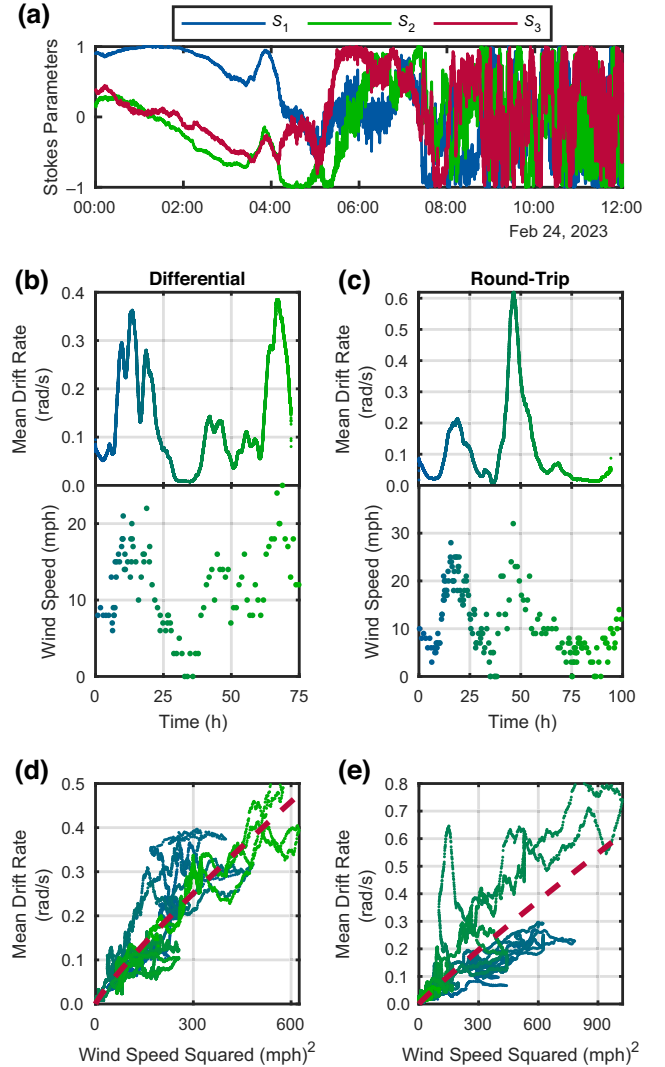 (a)
S1 S2 S3
Stokes Parameters
1
0
−1
00:00 02:00 04:00 06:00 08:00 10:00 12:00
Feb 24, 2023
(b) Differential
Mean Drift Rate
(rad/s)
0.4
0.3
0.2
0.1
0.0
Wind Speed (mph)
20
10
0
0 25 50 75
Time (h)
(c) Round-Trip
Mean Drift Rate
(rad/s)
0.6
0.5
0.4
0.3
0.2
0.1
0.0
Wind Speed (mph)
30
20
10
0
0 25 50 75 100
Time (h)
(d)
Mean Drift Rate
(rad/s)
0.5
0.4
0.3
0.2
0.1
0.0
0 300 600
Wind Speed Squared (mph)2
(e)
Mean Drift Rate
(rad/s)
0.8
0.7
0.6
0.5
0.4
0.3
0.2
0.1
0.0
0 300 600 900
Wind Speed Squared (mph)2